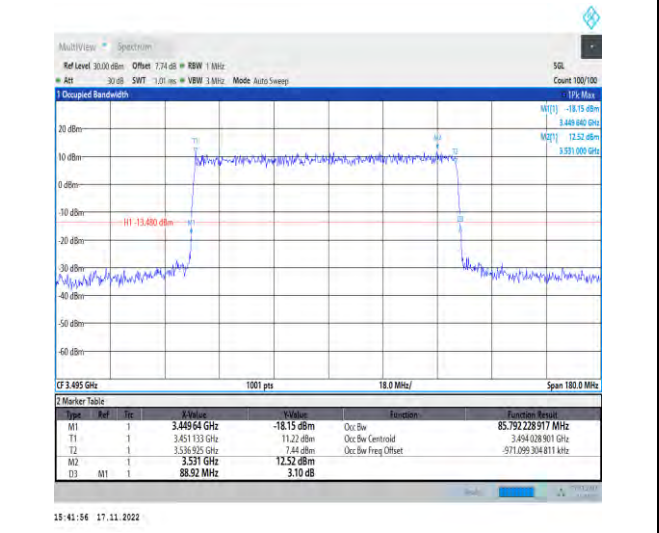 MultiView Spectrum
Ref Level 30.00 dBm Offset 7.74 dB RBW 1 MHz SGL
Att 30 dB SWT 1.01 ms VBW 3 MHz Mode Auto Sweep Count 100/100
1 Occupied Bandwidth 1Pk Max
M1[1] -18.15 dBm
3.449 640 GHz
M2[1] 12.52 dBm
3.531 000 GHz
20 dBm
T1
T2
10 dBm
0 dBm
-10 dBm
H1 -13.480 dBm
M1
D3
-20 dBm
-30 dBm
-40 dBm
-50 dBm
-60 dBm
CF 3.495 GHz 1001 pts 18.0 MHz/ Span 180.0 MHz
2 Marker Table
Type Ref Trc X-Value Y-Value Function Function Result
M1 1 3.449 64 GHz -18.15 dBm Occ Bw 85.792 228 917 MHz
T1 1 3.451 133 GHz 11.22 dBm Occ Bw Centroid 3.494 028 901 GHz
T2 1 3.536 925 GHz 7.44 dBm Occ Bw Freq Offset -971.099 304 811 kHz
M2 1 3.531 GHz 12.52 dBm
D3 M1 1 88.92 MHz 3.10 dB
15:41:56 17.11.2022